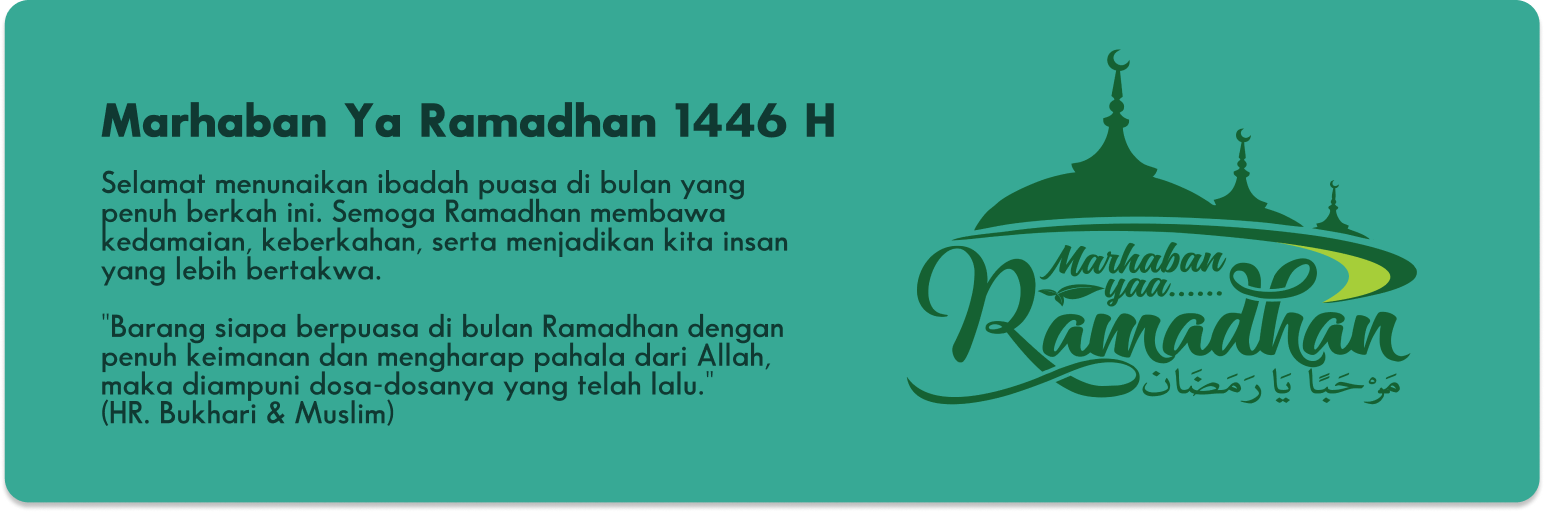 Marhaban Ya Ramadhan 1446 H
Selamat menunaikan ibadah puasa di bulan yang
penuh berkah ini. Semoga Ramadhan membawa
kedamaian, keberkahan, serta menjadikan kita insan
yang lebih bertakwa.
"Barang siapa berpuasa di bulan Ramadhan dengan
penuh keimanan dan mengharap pahala dari Allah,
maka diampuni dosa-dosanya yang telah lalu."
(HR. Bukhari & Muslim)
Marhaban
yaa......
Ramadhan
مَرْحَبًا يَا رَمَضَان